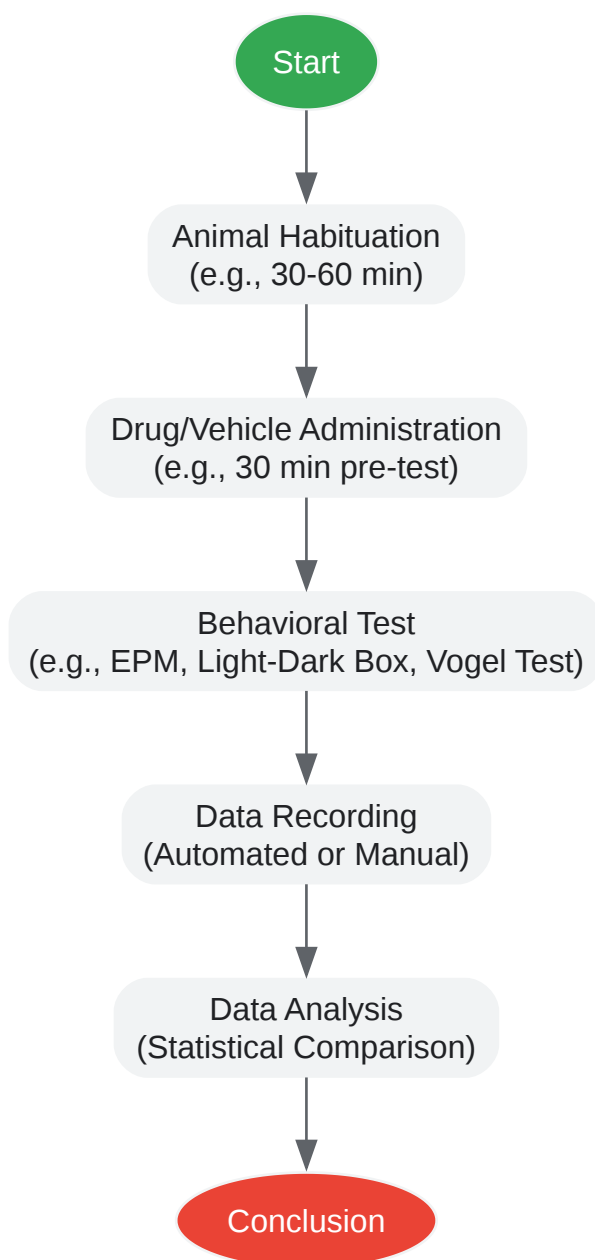 Start
Animal Habituation
(e.g., 30-60 min)
Drug/Vehicle Administration
(e.g., 30 min pre-test)
Behavioral Test
(e.g., EPM, Light-Dark Box, Vogel Test)
Data Recording
(Automated or Manual)
Data Analysis
(Statistical Comparison)
Conclusion